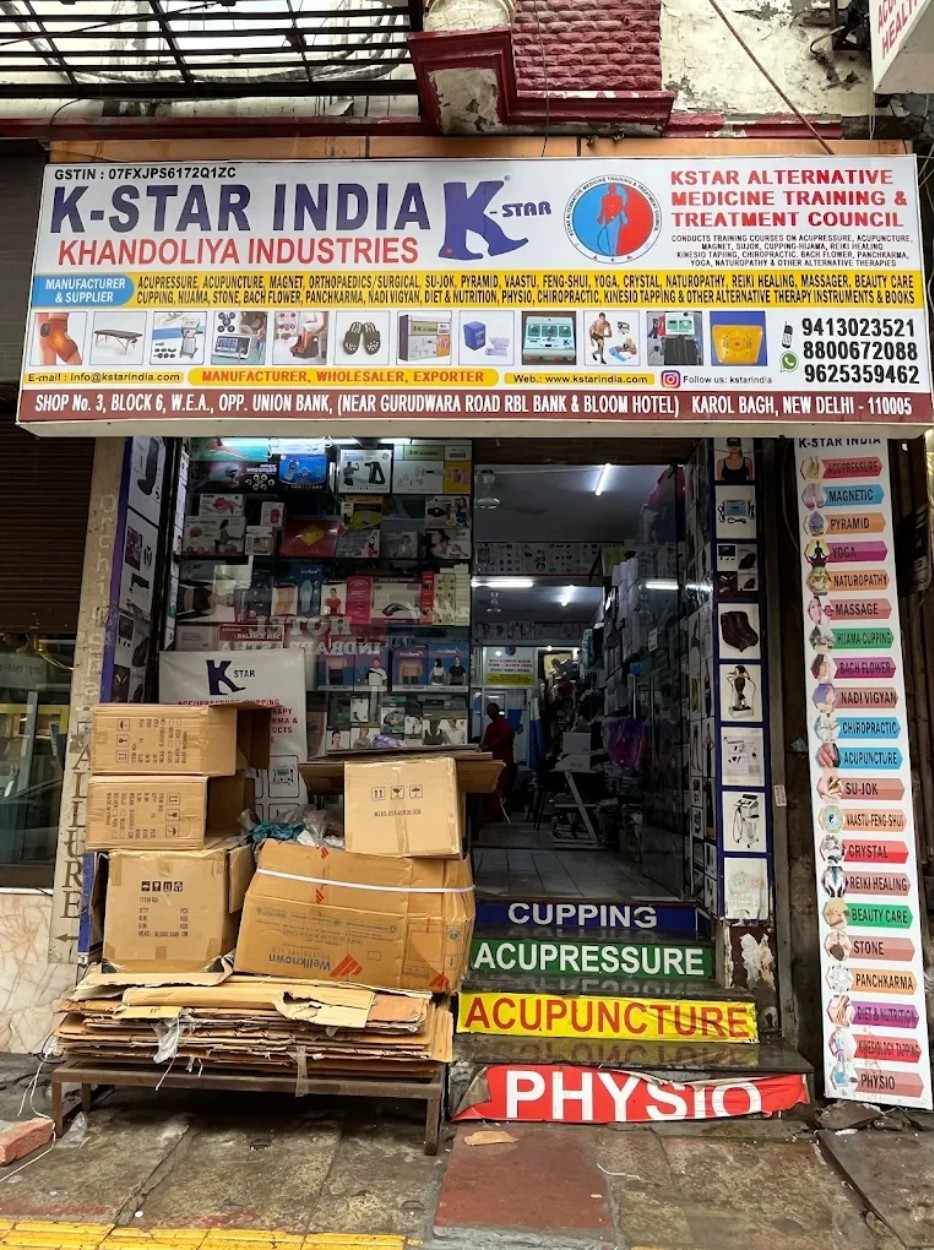 GSTIN : 07FXJPS6172Q1ZC
K-STAR INDIA
KHANDOLIYA INDUSTRIES
K-STAR
KSTAR ALTERNATIVE
MEDICINE TRAINING &
TREATMENT COUNCIL
CONDUCTS TRAINING COURSES ON ACUPRESSURE, ACUPUNCTURE,
MAGNET, SUJOK, CUPPING-HIJAMA, REIKI HEALING
KINESIO TAPIING, CHIROPRACTIC, BACH FLOWER, PANCHKARMA,
YOGA, NATUROPATHY & OTHER ALTERNATIVE THERAPIES
MANUFACTURER
& SUPPLIER
ACUPRESSURE, ACUPUNCTURE, MAGNET, ORTHOPAEDICS/SURGICAL, SU-JOK, PYRAMID, VAASTU, FENG-SHUI, YOGA, CRYSTAL, NATUROPATHY, REIKI HEALING, MASSAGER, BEAUTY CARE
CUPPING, HIJAMA, STONE, BACH FLOWER, PANCHKARMA, NADI VIGYAN, DIET & NUTRITION, PHYSIO, CHIROPRACTIC, KINESIO TAPPING & OTHER ALTERNATIVE THERAPY INSTRUMENTS & BOOKS
9413023521
8800672088
9625359462
E-mail : info@kstarindia.com
MANUFACTURER, WHOLESALER, EXPORTER
Web.: www.kstarindia.com
Follow us: kstarindia
SHOP No. 3, BLOCK 6, W.E.A., OPP. UNION BANK, (NEAR GURUDWARA ROAD RBL BANK & BLOOM HOTEL) KAROL BAGH, NEW DELHI - 110005
K-STAR INDIA
ACUPRESSURE
MAGNETIC
PYRAMID
YOGA
NATUROPATHY
MASSAGE
HIJAMA-CUPPING
BACH FLOWER
NADI VIGYAN
CHIROPRACTIC
ACUPUNCTURE
SU-JOK
VAASTU-FENG-SHUI
CRYSTAL
REIKI HEALING
BEAUTY CARE
STONE
PANCHKARMA
DIET & NUTRITION
KINESIOLOGY TAPPING
PHYSIO
K STAR
Wellknown
CUPPING
ACUPRESSURE
ACUPUNCTURE
PHYSIO